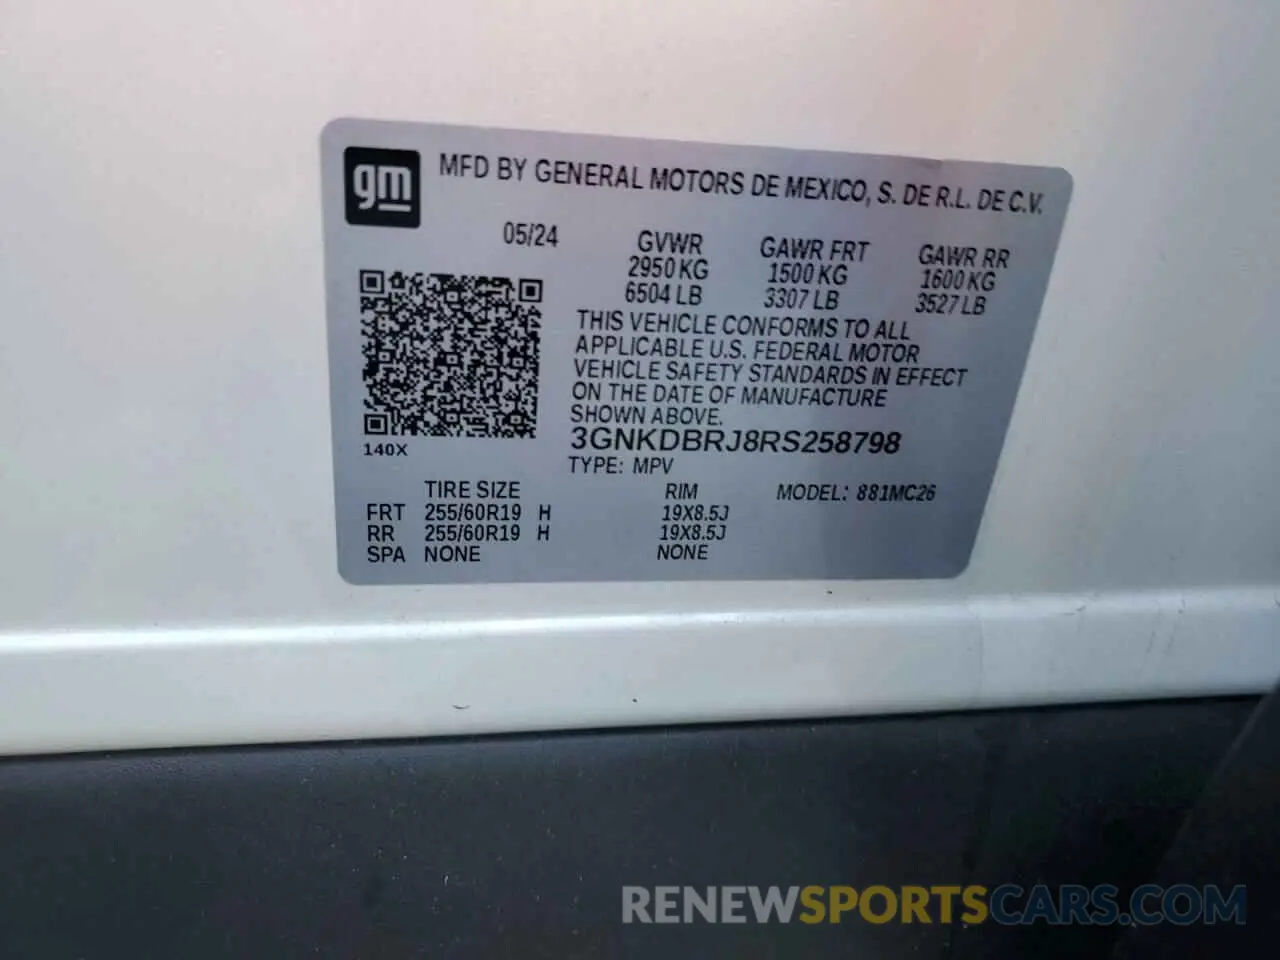 gm
MFD BY GENERAL MOTORS DE MEXICO, S. DE R.L. DE C.V.
05/24
GVWR GAWR FRT GAWR RR
2950 KG 1500 KG 1600 KG
6504 LB 3307 LB 3527 LB
THIS VEHICLE CONFORMS TO ALL
APPLICABLE U.S. FEDERAL MOTOR
VEHICLE SAFETY STANDARDS IN EFFECT
ON THE DATE OF MANUFACTURE
SHOWN ABOVE.
3GNKDBRJ8RS258798
140X
TYPE: MPV
TIRE SIZE RIM MODEL: 881MC26
FRT 255/60R19 H 19X8.5J
RR 255/60R19 H 19X8.5J
SPA NONE NONE
RENEWSPORTSCARS.COM